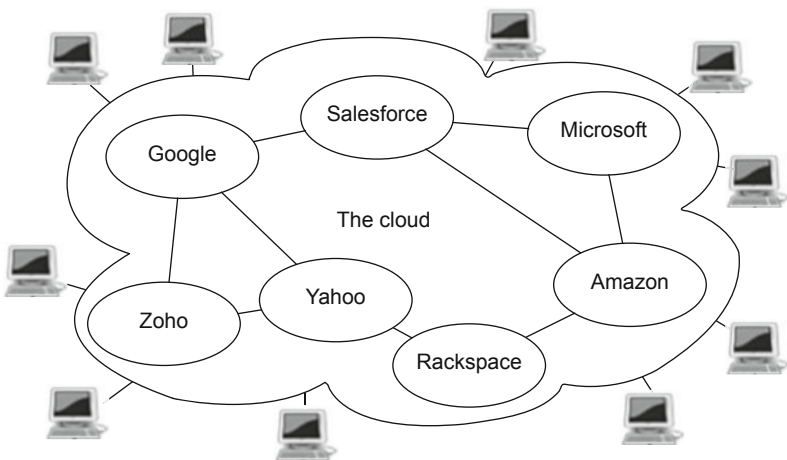 Salesforce
Microsoft
Google
The cloud
Amazon
Yahoo
Zoho
Rackspace